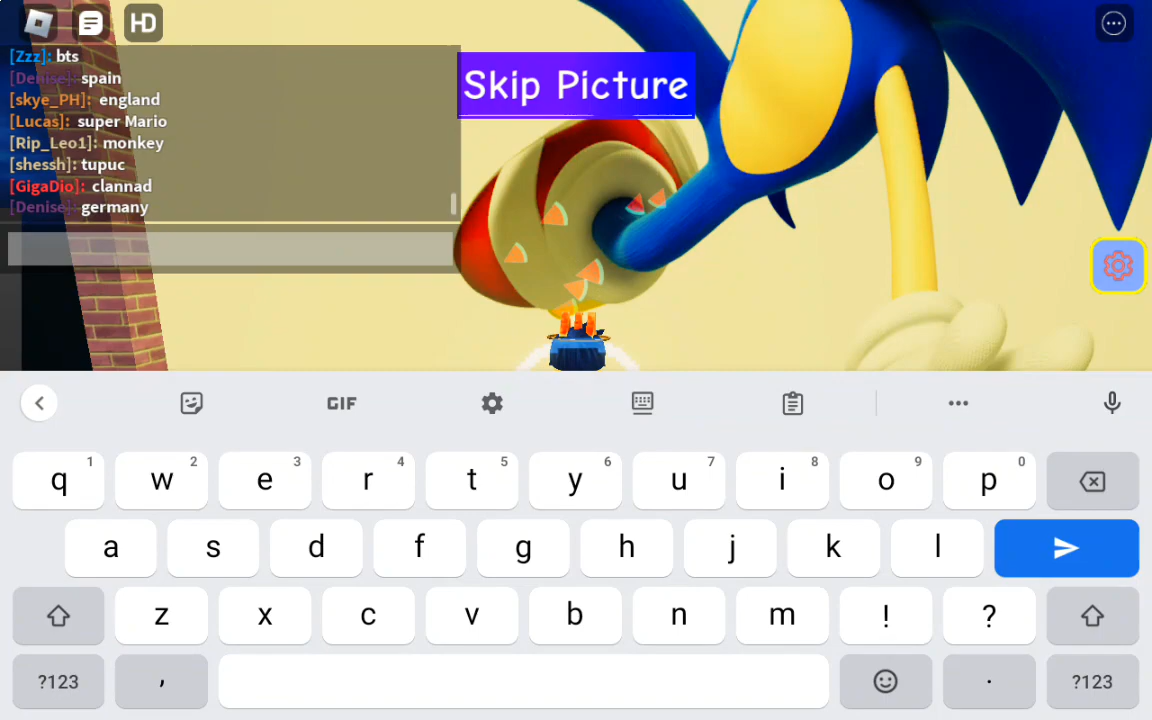 HD
[Zzz]: bts
[Denise]: spain
[skye_PH]: england
[Lucas]: super Mario
[Rip_Leo1]: monkey
[shessh]: tupuc
[GigaDio]: clannad
[Denise]: germany
Skip Picture
GIF
q 1 w 2 e 3 r 4 t 5 y 6 u 7 i 8 o 9 p 0
a s d f g h j k l
z x c v b n m ! ?
?123 , . ?123